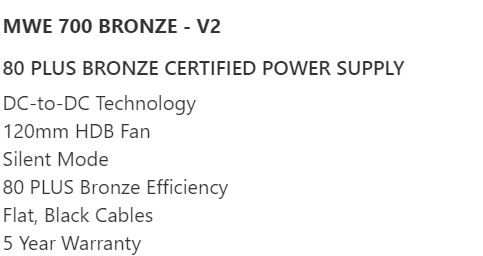 MWE 700 BRONZE - V2
80 PLUS BRONZE CERTIFIED POWER SUPPLY
DC-to-DC Technology
120mm HDB Fan
Silent Mode
80 PLUS Bronze Efficiency
Flat, Black Cables
5 Year Warranty